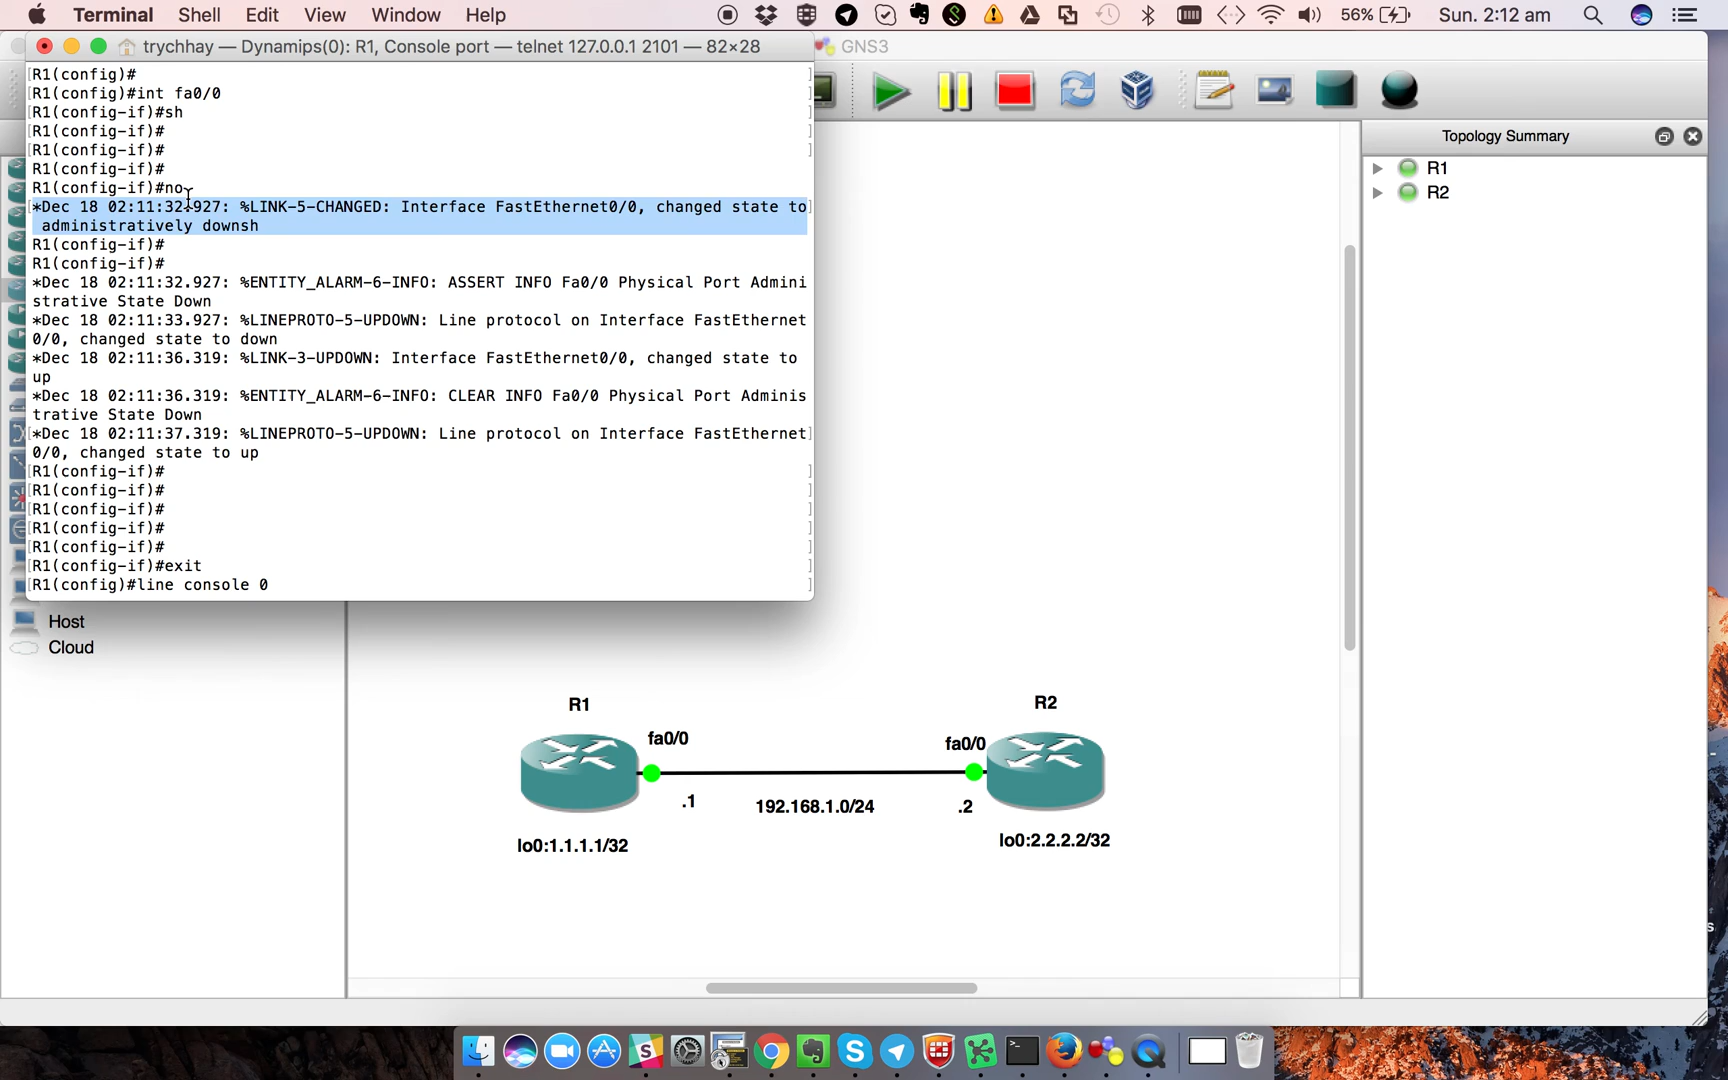 Terminal Shell Edit View Window Help 56% Sun. 2:12 am
trychhay — Dynamips(0): R1, Console port — telnet 127.0.0.1 2101 — 82×28
GNS3
[R1(config)# ]
[R1(config)#int fa0/0 ]
[R1(config-if)#sh ]
[R1(config-if)# ]
[R1(config-if)# ]
R1(config-if)#
R1(config-if)#no
[*Dec 18 02:11:32.927: %LINK-5-CHANGED: Interface FastEthernet0/0, changed state to]
administratively downsh
R1(config-if)#
R1(config-if)#
*Dec 18 02:11:32.927: %ENTITY_ALARM-6-INFO: ASSERT INFO Fa0/0 Physical Port Admini
strative State Down
*Dec 18 02:11:33.927: %LINEPROTO-5-UPDOWN: Line protocol on Interface FastEthernet
0/0, changed state to down
*Dec 18 02:11:36.319: %LINK-3-UPDOWN: Interface FastEthernet0/0, changed state to
up
*Dec 18 02:11:36.319: %ENTITY_ALARM-6-INFO: CLEAR INFO Fa0/0 Physical Port Adminis
trative State Down
[*Dec 18 02:11:37.319: %LINEPROTO-5-UPDOWN: Line protocol on Interface FastEthernet]
0/0, changed state to up
[R1(config-if)# ]
[R1(config-if)# ]
[R1(config-if)# ]
[R1(config-if)# ]
[R1(config-if)# ]
[R1(config-if)#exit ]
[R1(config)#line console 0 ]
Topology Summary
R1
R2
Host
Cloud
R1
R2
fa0/0
fa0/0
.1
192.168.1.0/24
.2
lo0:1.1.1.1/32
lo0:2.2.2.2/32